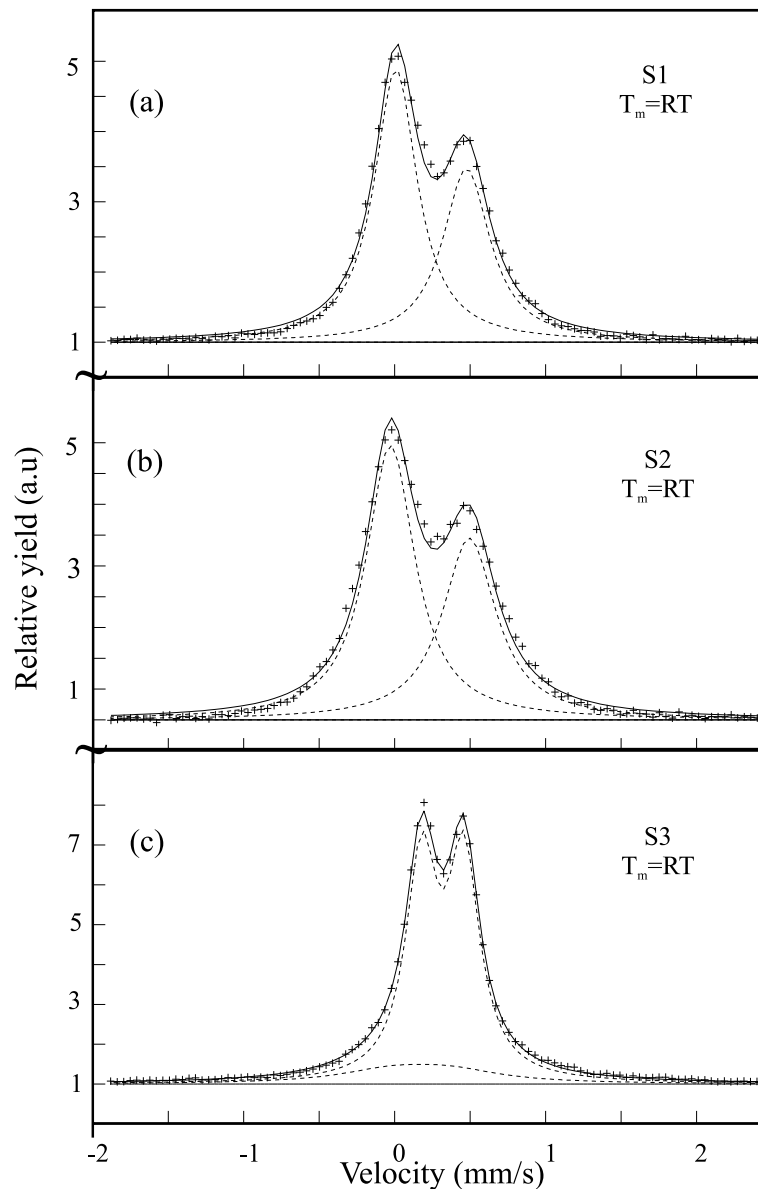 5
(a)
S1
Tm=RT
3
1
5
(b)
S2
Tm=RT
Relative yield (a.u)
3
1
7
(c)
S3
Tm=RT
5
3
1
-2 -1 0 1 2
Velocity (mm/s)